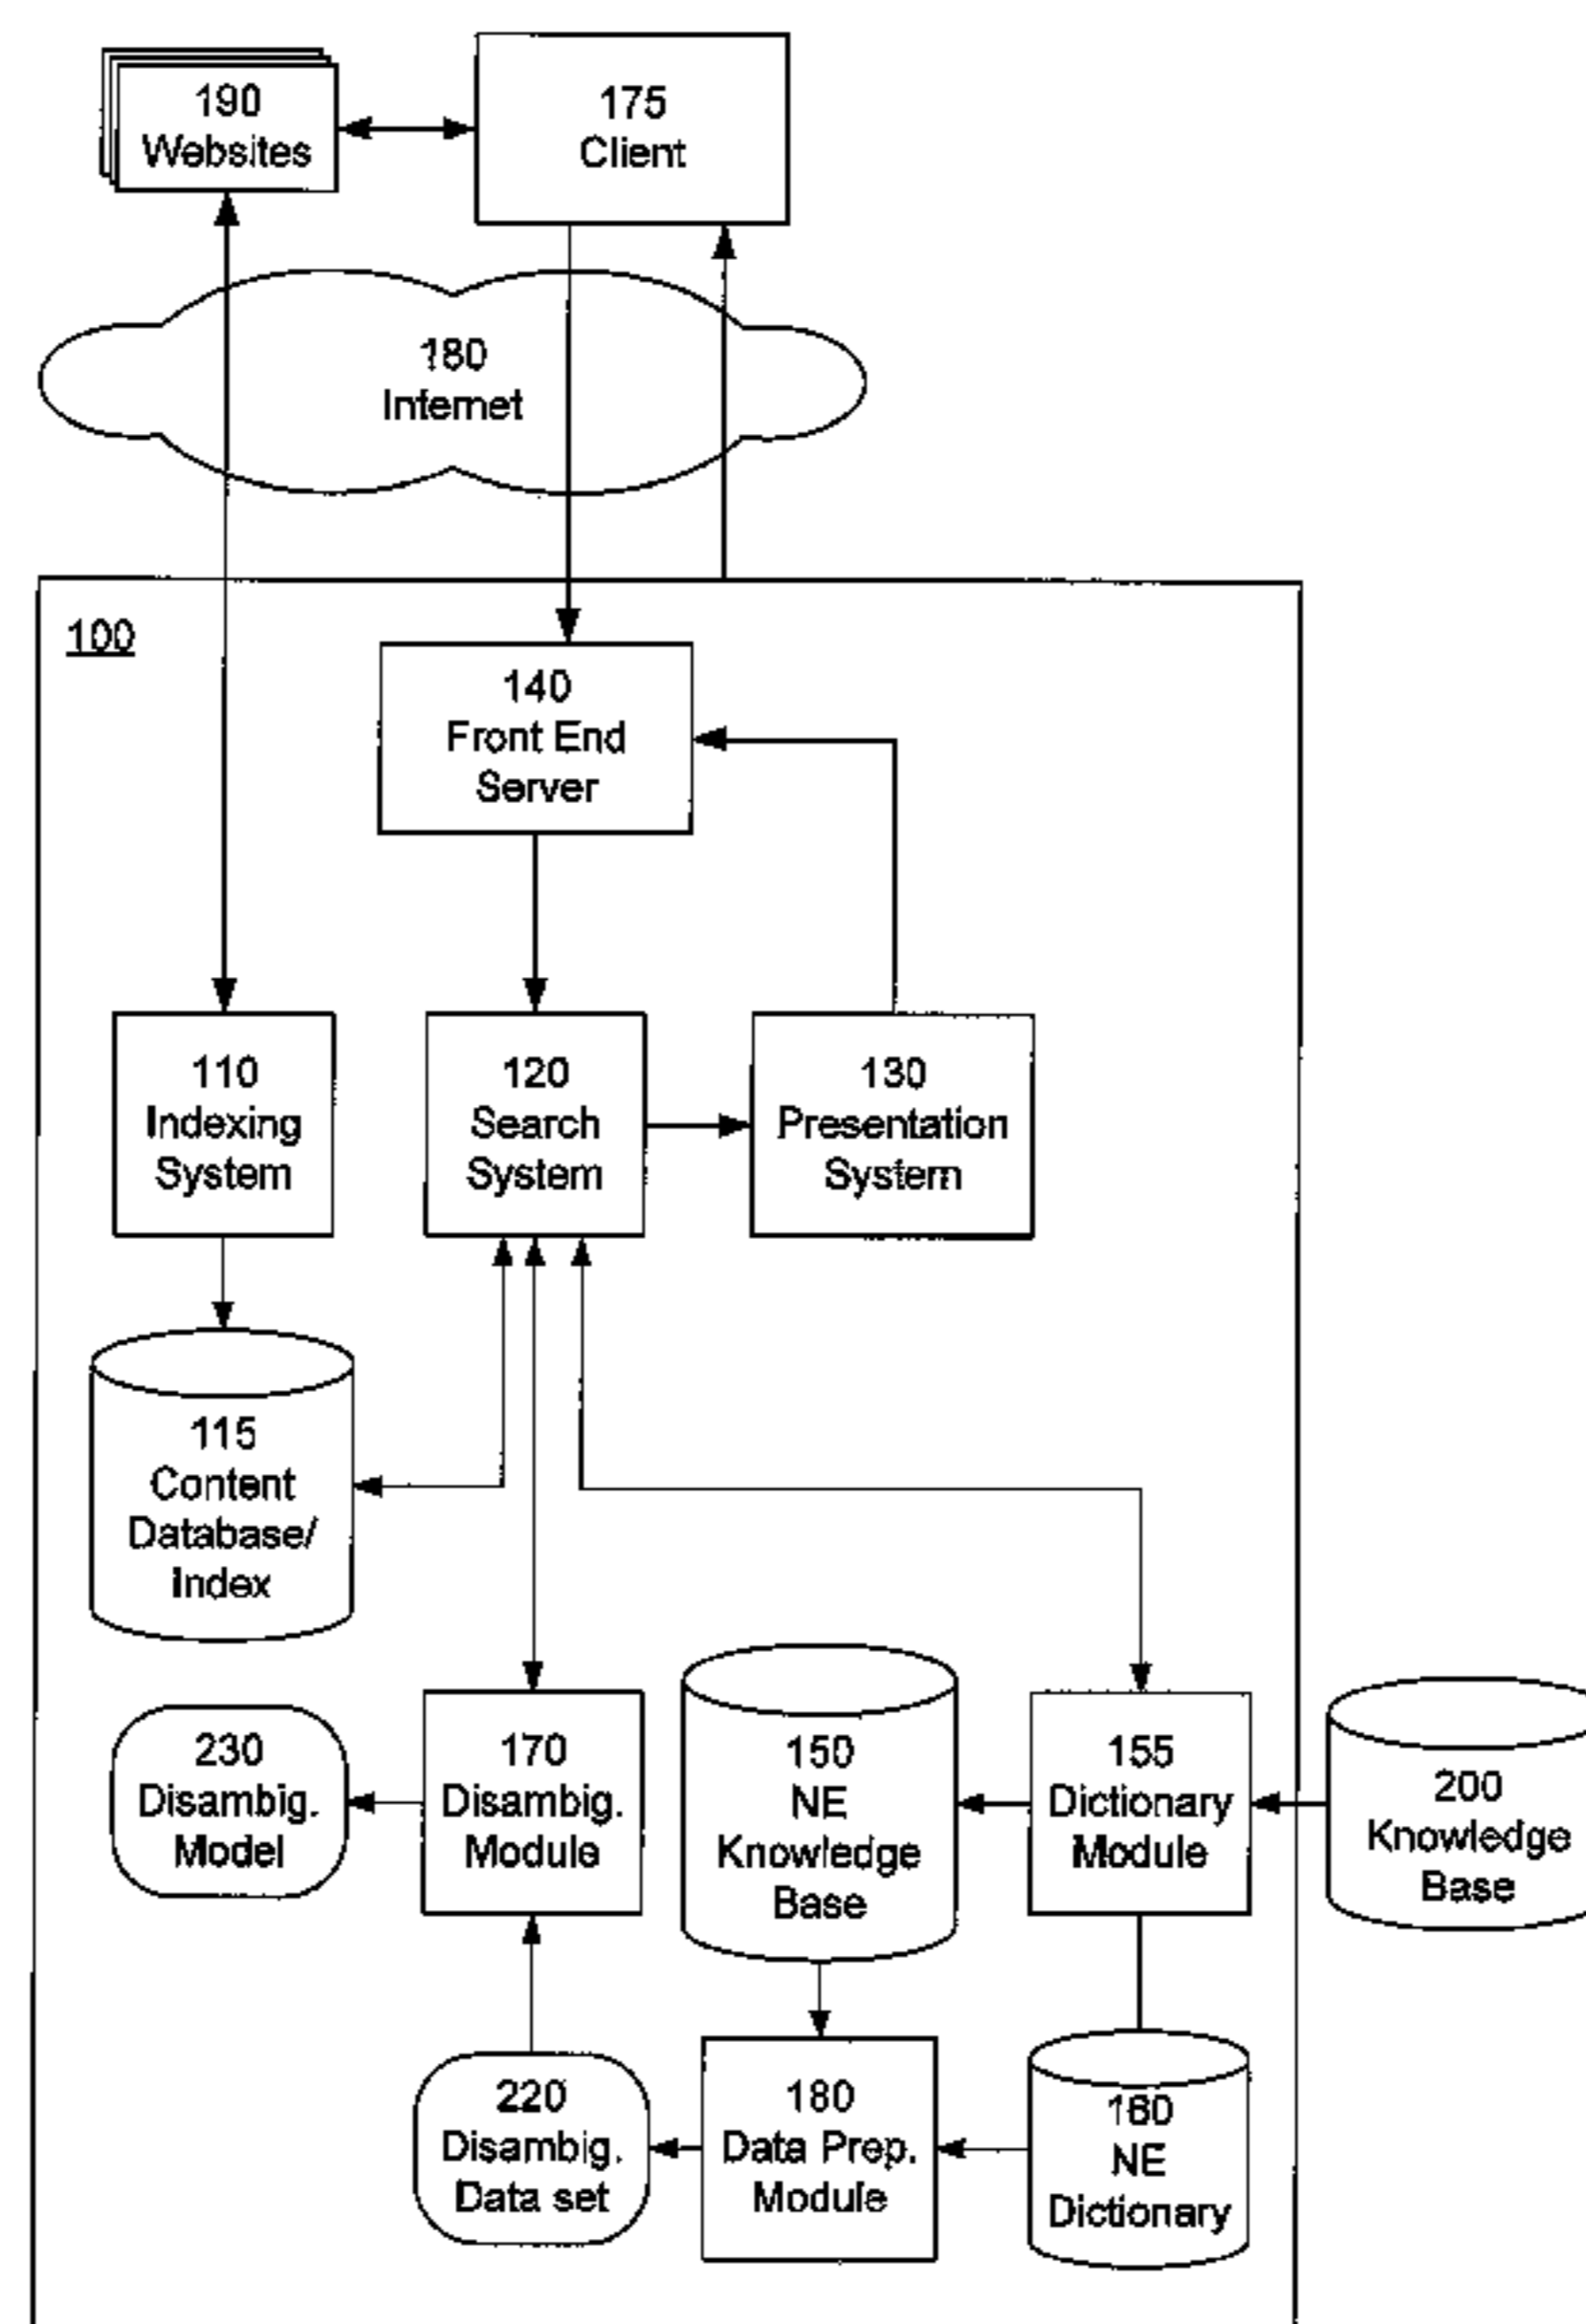 190
Websites
175
Client
180
Internet
100
140
Front End
Server
110
Indexing
System
120
Search
System
130
Presentation
System
115
Content
Database/
Index
230
Disambig.
Model
170
Disambig.
Module
150
NE
Knowledge
Base
155
Dictionary
Module
200
Knowledge
Base
220
Disambig.
Data set
180
Data Prep.
Module
160
NE
Dictionary